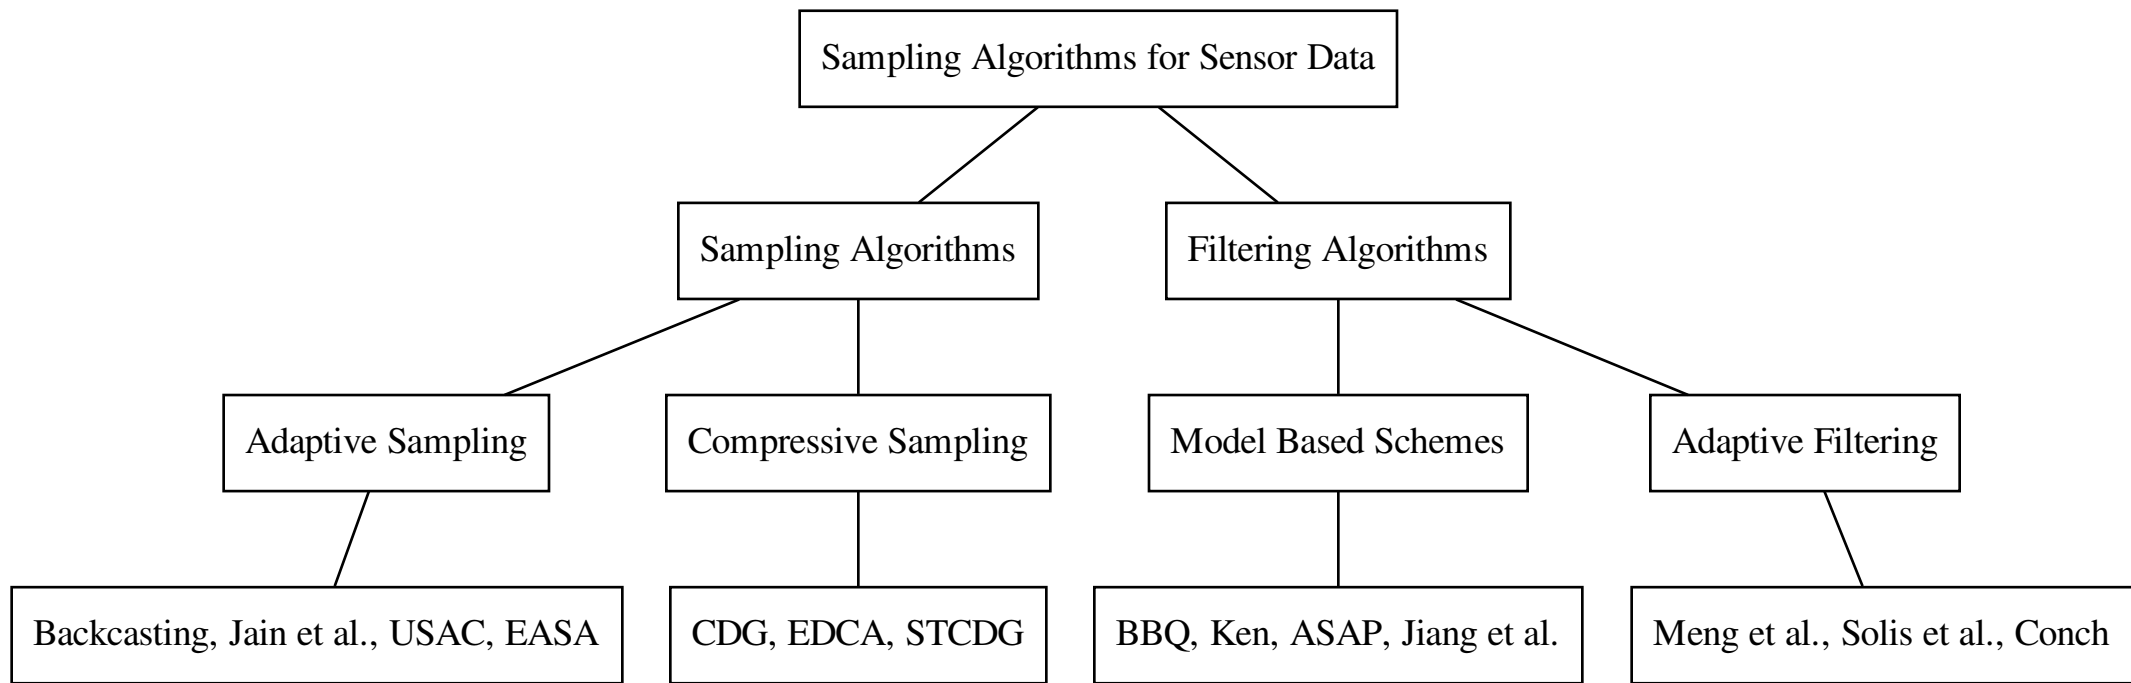 Sampling Algorithms for Sensor Data
Sampling Algorithms
Filtering Algorithms
Adaptive Sampling
Compressive Sampling
Model Based Schemes
Adaptive Filtering
Backcasting, Jain et al., USAC, EASA
CDG, EDCA, STCDG
BBQ, Ken, ASAP, Jiang et al.
Meng et al., Solis et al., Conch